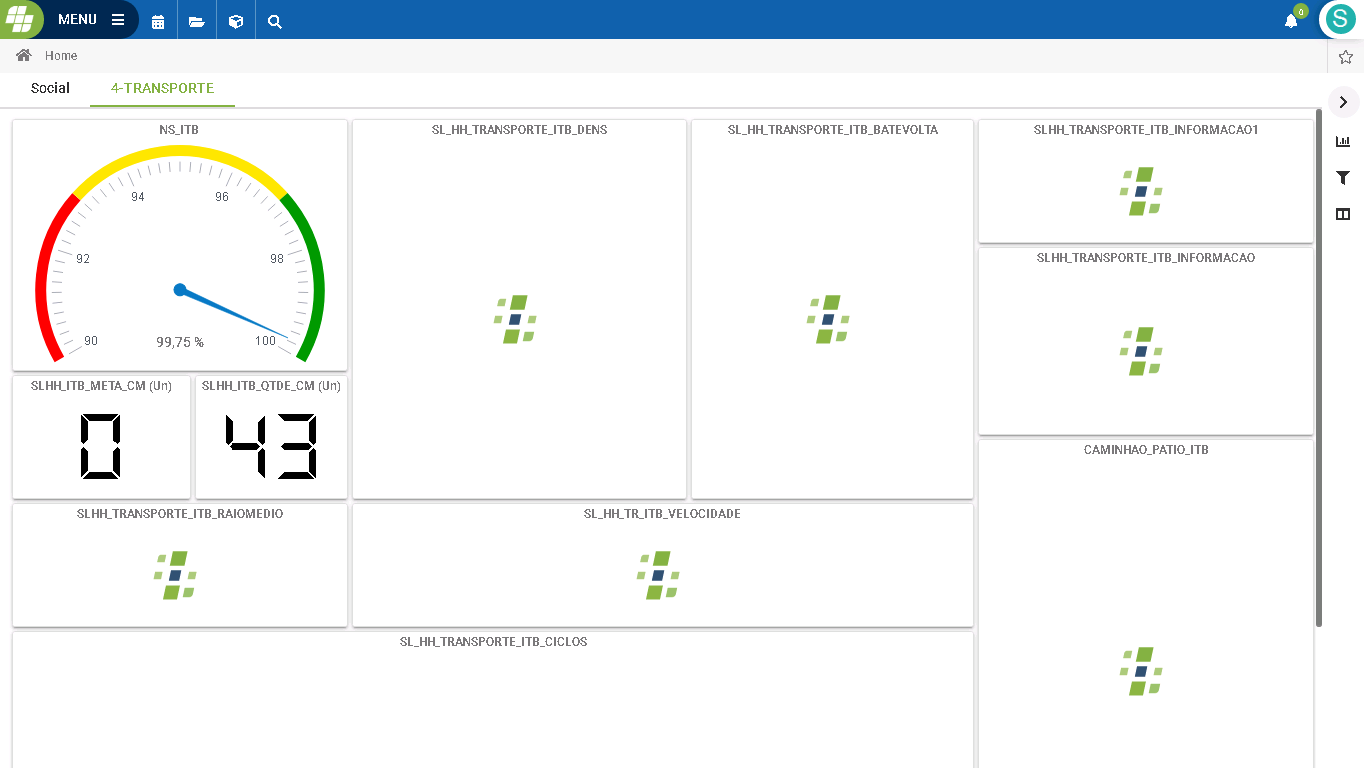 MENU
0
S
Home
Social
4-TRANSPORTE
NS_ITB
90
92
94
96
98
100
99,75 %
SL_HH_TRANSPORTE_ITB_DENS
SL_HH_TRANSPORTE_ITB_BATEVOLTA
SLHH_TRANSPORTE_ITB_INFORMACAO1
SLHH_TRANSPORTE_ITB_INFORMACAO
SLHH_ITB_META_CM (Un)
0
SLHH_ITB_QTDE_CM (Un)
43
CAMINHAO_PATIO_ITB
SLHH_TRANSPORTE_ITB_RAIOMEDIO
SL_HH_TR_ITB_VELOCIDADE
SL_HH_TRANSPORTE_ITB_CICLOS